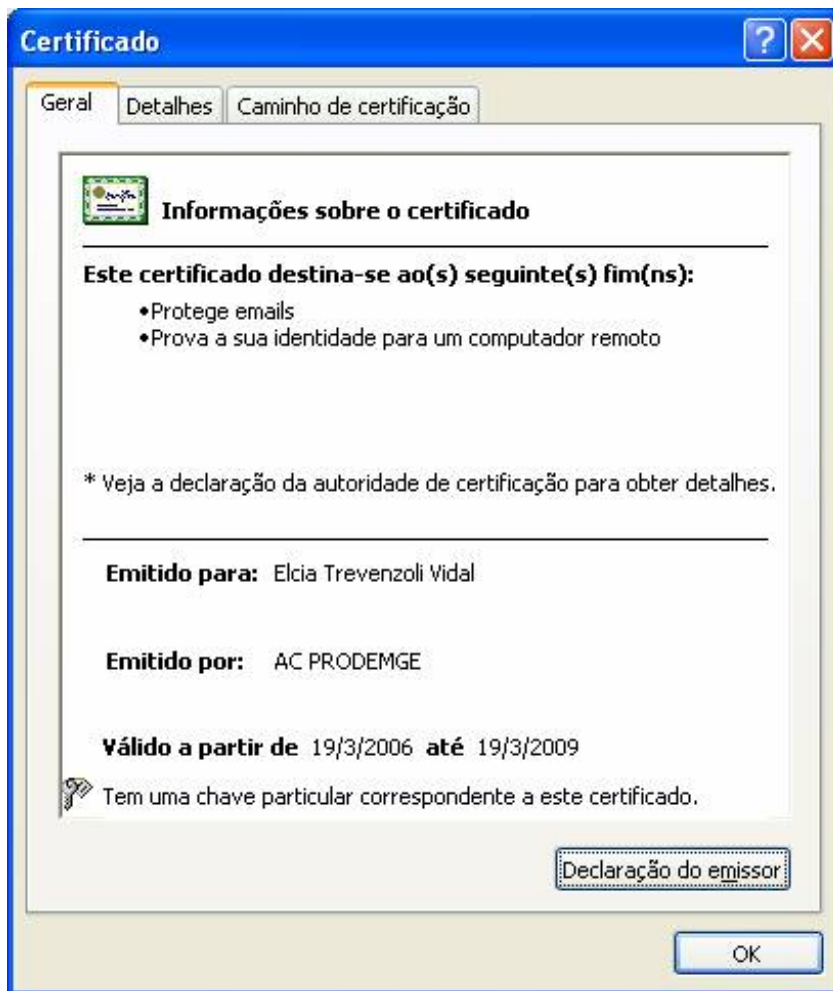 Certificado
Geral
Detalhes
Caminho de certificação
Informações sobre o certificado
Este certificado destina-se ao(s) seguinte(s) fim(ns):
•Protege emails
•Prova a sua identidade para um computador remoto
* Veja a declaração da autoridade de certificação para obter detalhes.
Emitido para: Elcia Trevenzoli Vidal
Emitido por: AC PRODEMGE
Válido a partir de 19/3/2006 até 19/3/2009
Tem uma chave particular correspondente a este certificado.
Declaração do emissor
OK